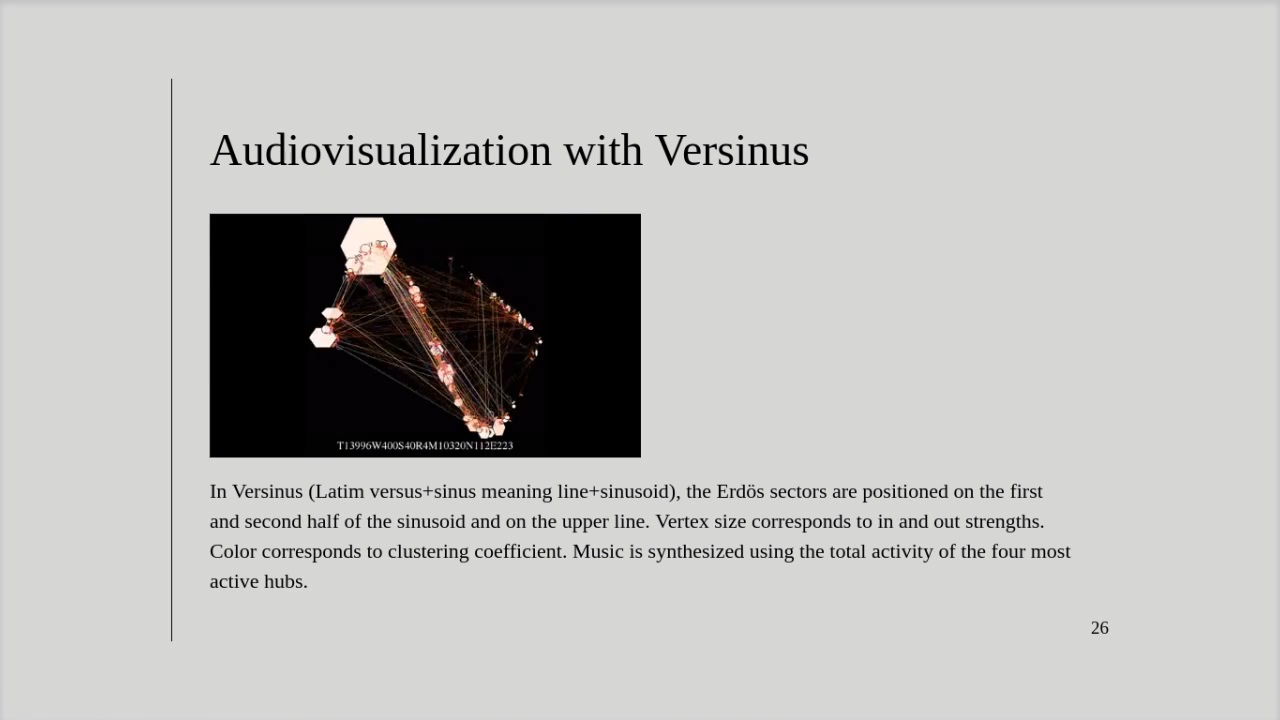 Audiovisualization with Versinus
T13996W400S40R4M10320N112E223
In Versinus (Latim versus+sinus meaning line+sinusoid), the Erdös sectors are positioned on the first
and second half of the sinusoid and on the upper line. Vertex size corresponds to in and out strengths.
Color corresponds to clustering coefficient. Music is synthesized using the total activity of the four most
active hubs.
26